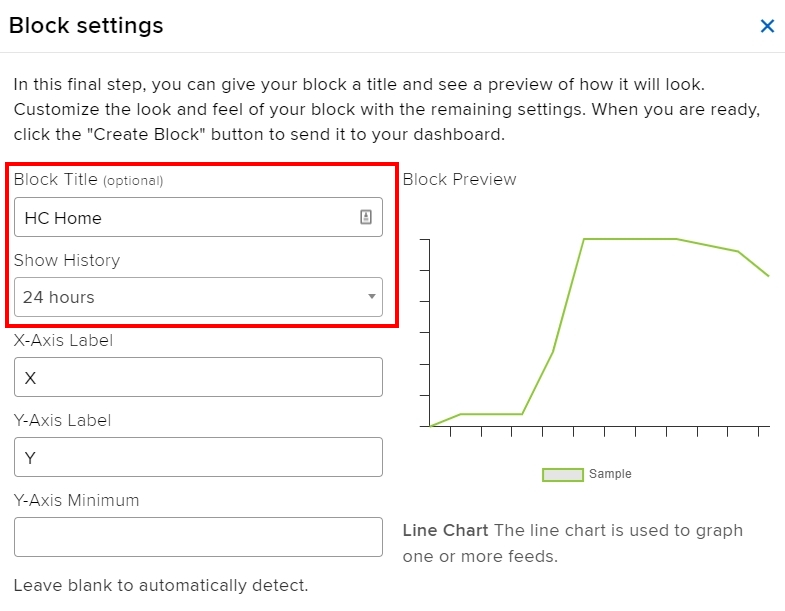 Block settings
In this final step, you can give your block a title and see a preview of how it will look.
Customize the look and feel of your block with the remaining settings. When you are ready,
click the "Create Block" button to send it to your dashboard.
Block Title (optional)
HC Home
Show History
24 hours
X-Axis Label
X
Y-Axis Label
Y
Y-Axis Minimum
Leave blank to automatically detect.
Block Preview
Sample
Line Chart The line chart is used to graph
one or more feeds.